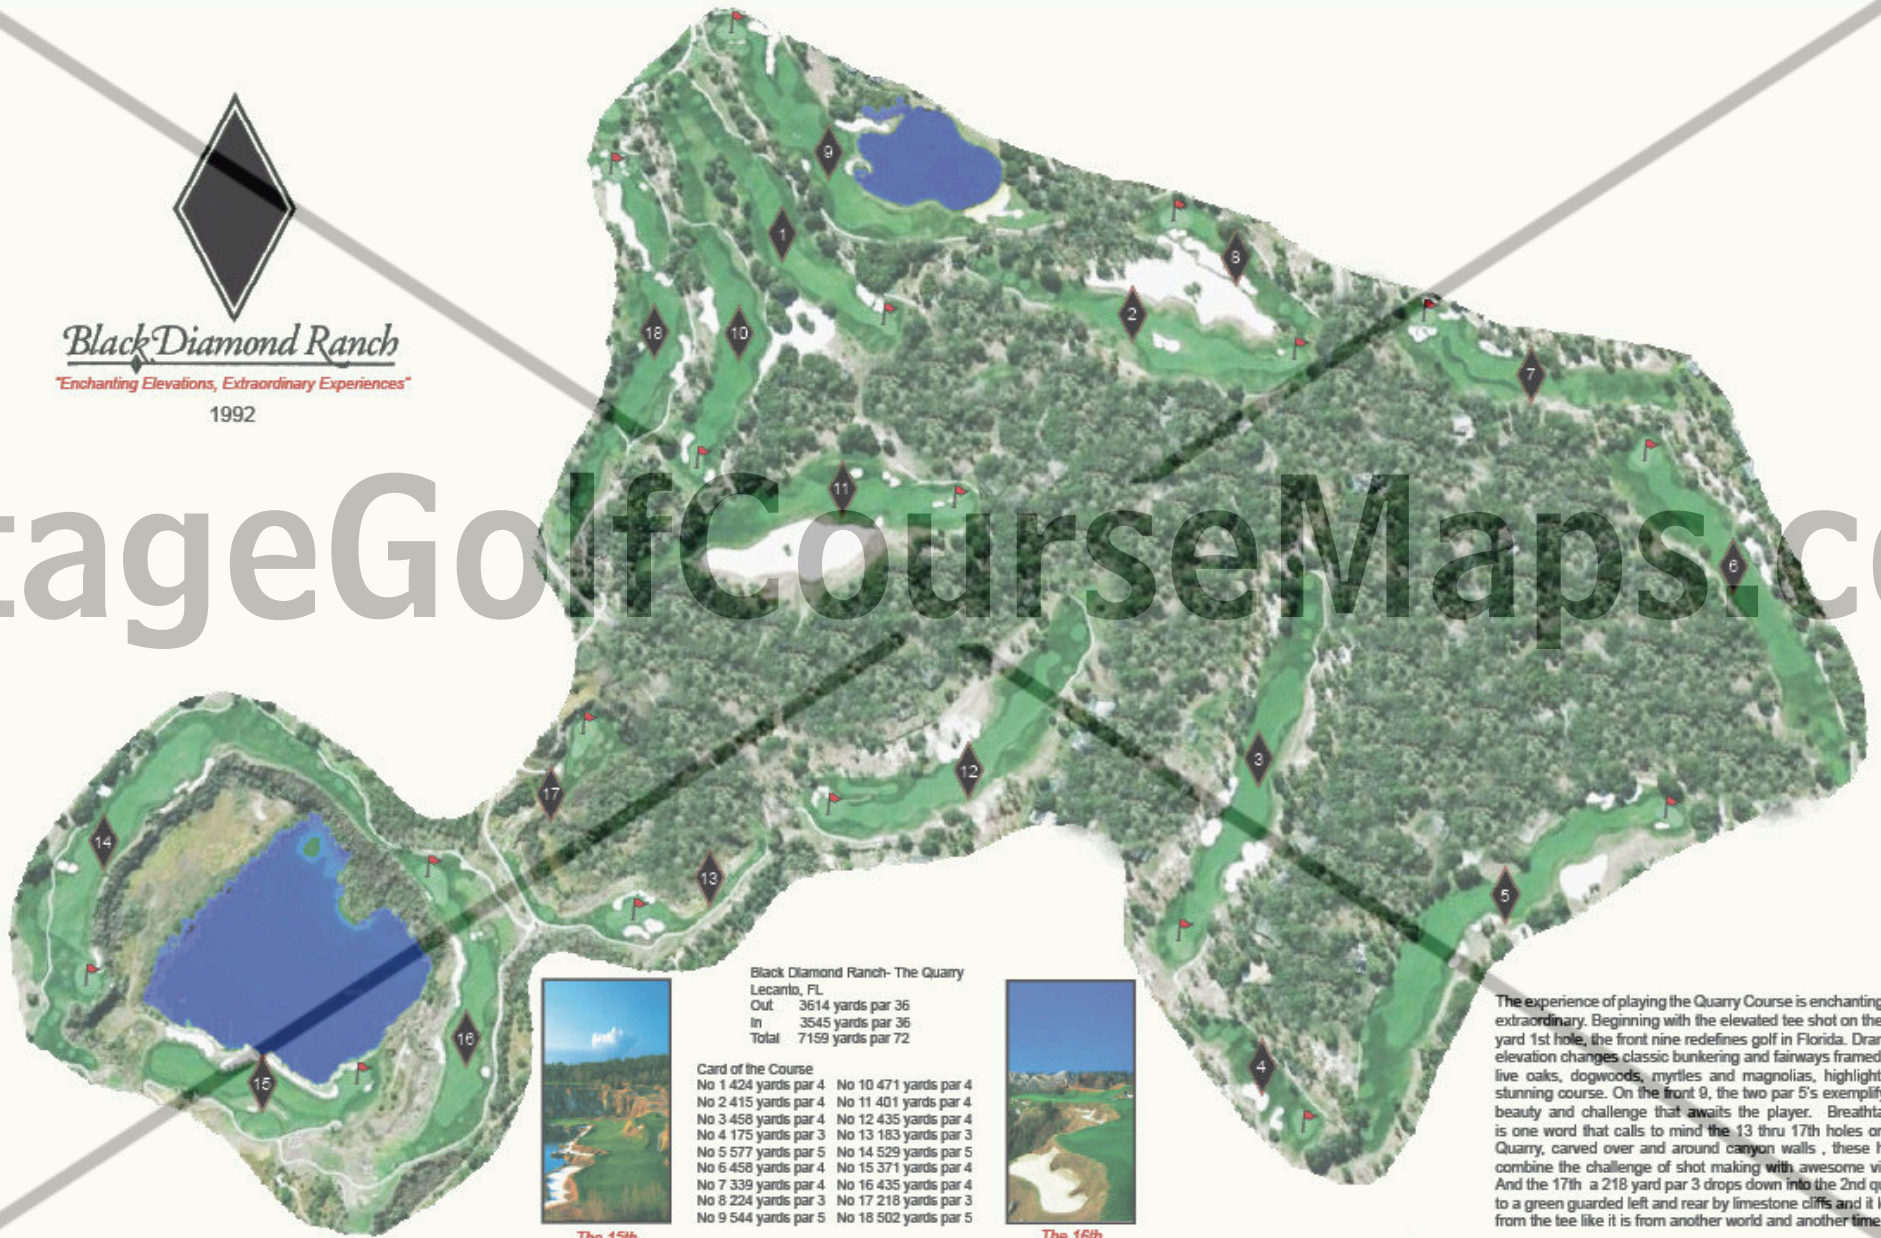 Black Diamond Ranch
"Enchanting Elevations, Extraordinary Experiences"
1992
tageGolfCourseMaps.co
9
1
8
2
18
10
7
11
6
12
3
17
14
13
5
16
15
4
The 15th
Black Diamond Ranch- The Quarry
Lecanto, FL
Out 3614 yards par 36
In 3545 yards par 36
Total 7159 yards par 72
Card of the Course
No 1 424 yards par 4 No 10 471 yards par 4
No 2 415 yards par 4 No 11 401 yards par 4
No 3 458 yards par 4 No 12 435 yards par 4
No 4 175 yards par 3 No 13 183 yards par 3
No 5 577 yards par 5 No 14 529 yards par 5
No 6 458 yards par 4 No 15 371 yards par 4
No 7 339 yards par 4 No 16 435 yards par 4
No 8 224 yards par 3 No 17 218 yards par 3
No 9 544 yards par 5 No 18 502 yards par 5
The 16th
The experience of playing the Quarry Course is enchanting
extraordinary. Beginning with the elevated tee shot on the
yard 1st hole, the front nine redefines golf in Florida. Dra
elevation changes classic bunkering and fairways framed
live oaks, dogwoods, myrtles and magnolias, highlight
stunning course. On the front 9, the two par 5's exemplify
beauty and challenge that awaits the player. Breathta
is one word that calls to mind the 13 thru 17th holes on
Quarry, carved over and around canyon walls , these h
combine the challenge of shot making with awesome vi
And the 17th a 218 yard par 3 drops down into the 2nd qu
to a green guarded left and rear by limestone cliffs and it
from the tee like it is from another world and another time